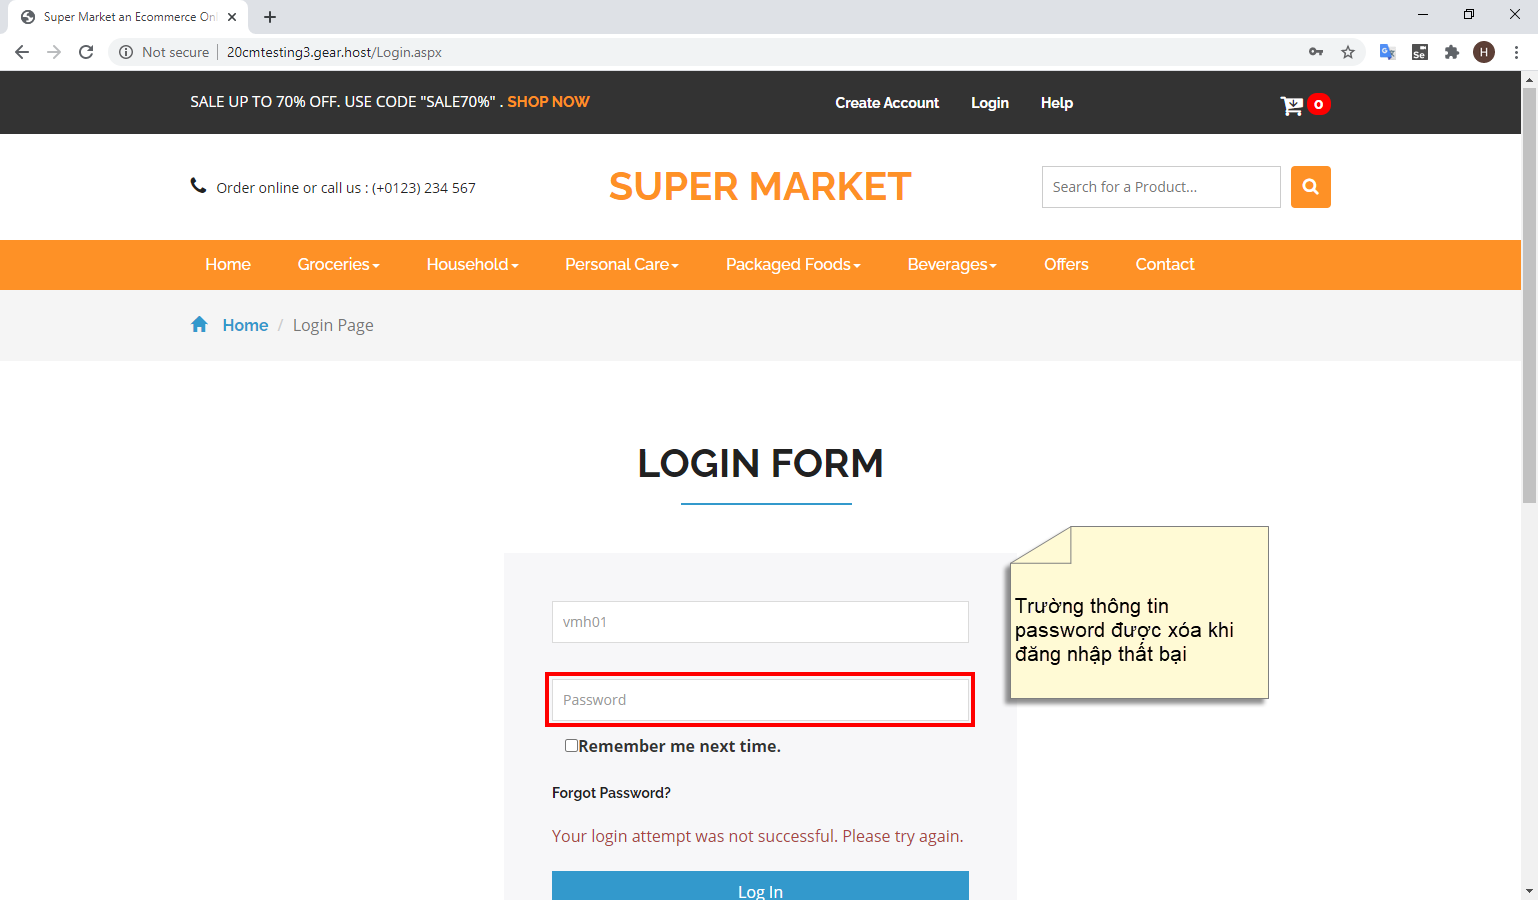 Super Market an Ecommerce Onl
Not secure | 20cmtesting3.gear.host/Login.aspx
H
SALE UP TO 70% OFF. USE CODE "SALE70%" . SHOP NOW
Create Account Login Help
0
Order online or call us : (+0123) 234 567
SUPER MARKET
Search for a Product...
Home Groceries Household Personal Care Packaged Foods Beverages Offers Contact
Home / Login Page
LOGIN FORM
vmh01
Password
Remember me next time.
Forgot Password?
Your login attempt was not successful. Please try again.
Log In
Trường thông tin
password được xóa khi
đăng nhập thất bại